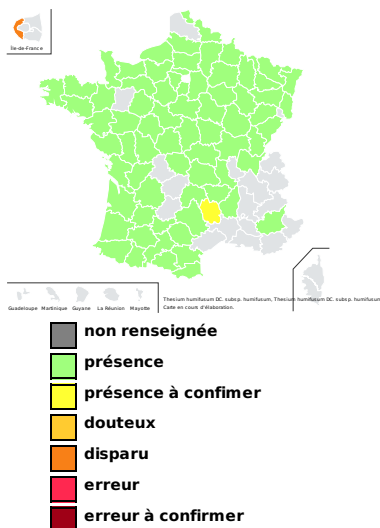 Île-de-France
Guadeloupe Martinique Guyane La Réunion Mayotte
Thesium humifusum DC. subsp. humifusum, Thesium humifusum DC. subsp. humifusum
Carte en cours d'élaboration.
non renseignée
présence
présence à confimer
douteux
disparu
erreur
erreur à confirmer